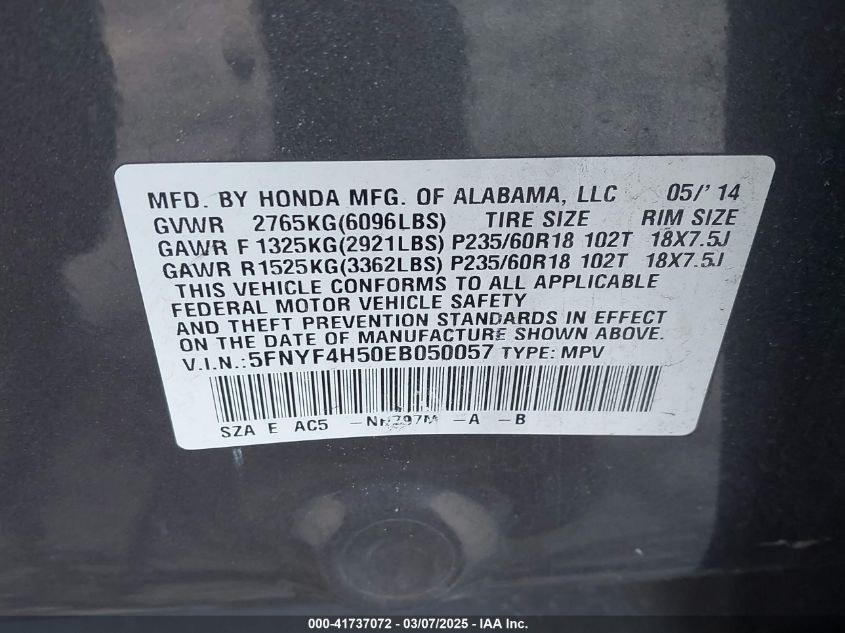 MFD. BY HONDA MFG. OF ALABAMA, LLC 05/'14
GVWR 2765KG(6096LBS) TIRE SIZE RIM SIZE
GAWR F 1325KG(2921LBS) P235/60R18 102T 18X7.5J
GAWR R 1525KG(3362LBS) P235/60R18 102T 18X7.5J
THIS VEHICLE CONFORMS TO ALL APPLICABLE
FEDERAL MOTOR VEHICLE SAFETY
AND THEFT PREVENTION STANDARDS IN EFFECT
ON THE DATE OF MANUFACTURE SHOWN ABOVE.
V.I.N.:5FNYF4H50EB050057 TYPE: MPV
SZA E AC5 -NH797M -A -B
000-41737072 - 03/07/2025 - IAA Inc.